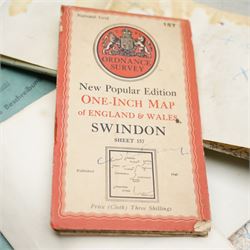 National Grid
157
ORDNANCE
SURVEY
New Popular Edition
ONE-INCH MAP
OF ENGLAND & WALES
SWINDON
SHEET 157
Published
Price (Cloth) Three Shillings